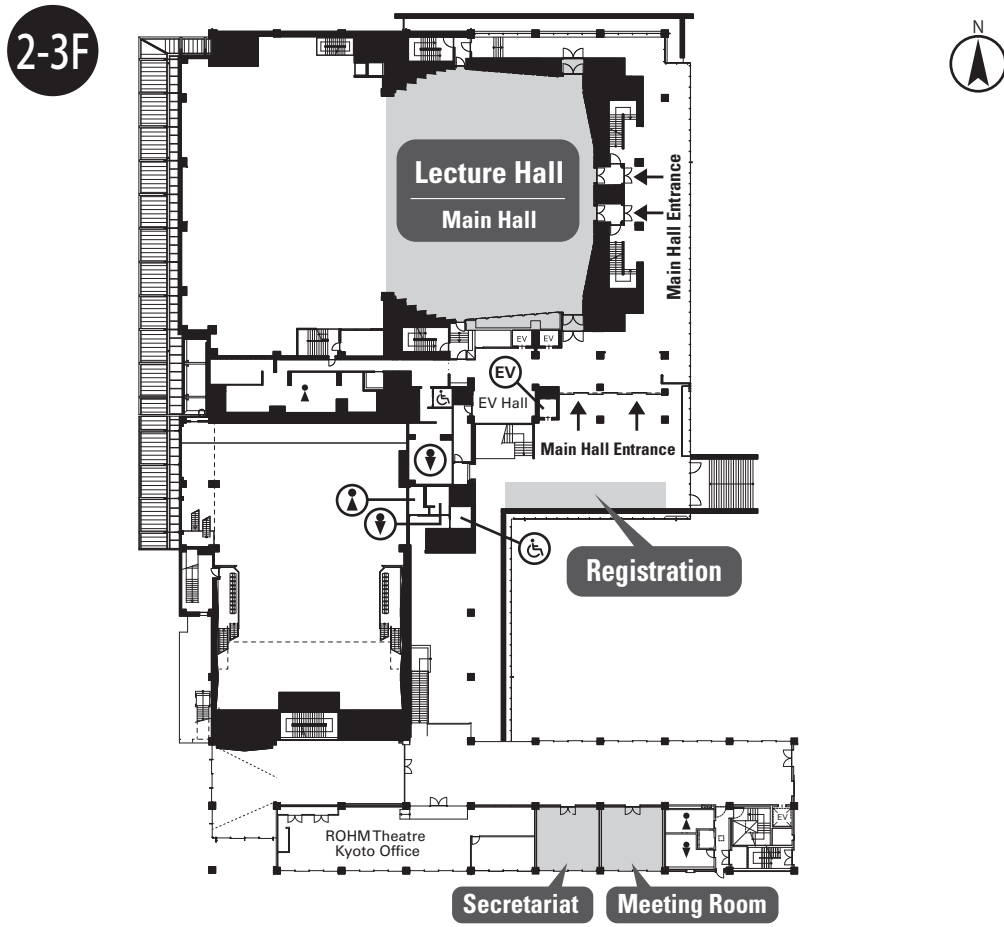 2-3F
N
Lecture Hall
Main Hall
Main Hall Entrance
EV
EV
EV
EV Hall
Main Hall Entrance
Registration
ROHM Theatre
Kyoto Office
EV
Secretariat
Meeting Room